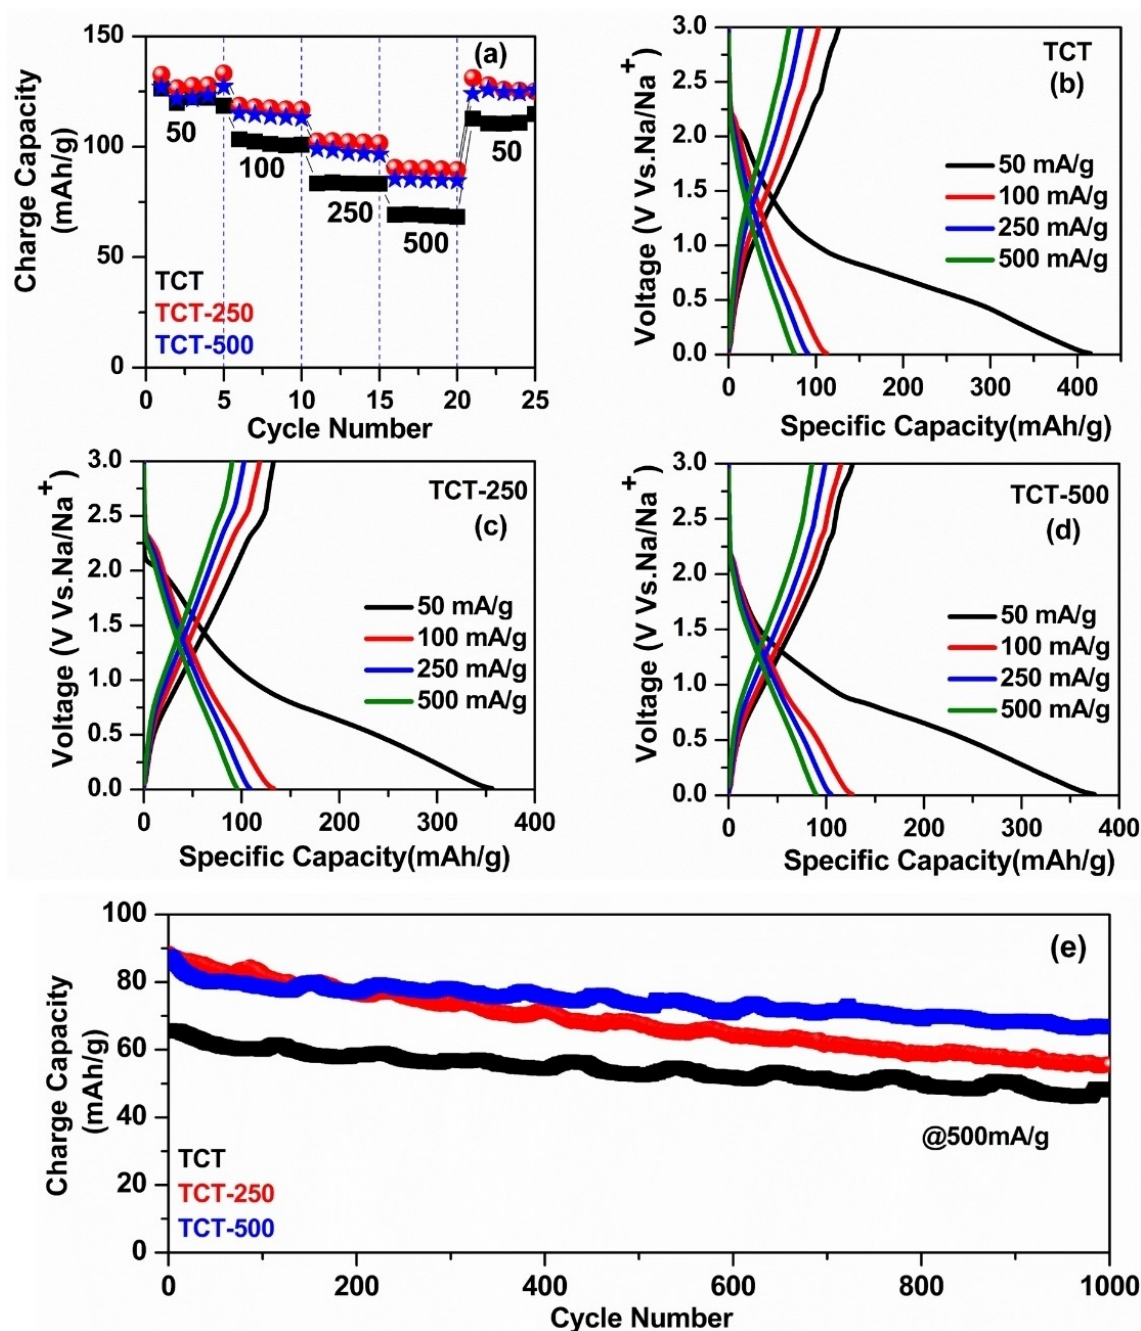 (a)
150
100
50
0
Charge Capacity
(mAh/g)
50
100
250
500
50
TCT
TCT-250
TCT-500
0 5 10 15 20 25
Cycle Number
TCT
(b)
3.0
2.5
2.0
1.5
1.0
0.5
0.0
Voltage (V Vs.Na/Na+)
50 mA/g
100 mA/g
250 mA/g
500 mA/g
0 100 200 300 400
Specific Capacity(mAh/g)
TCT-250
(c)
3.0
2.5
2.0
1.5
1.0
0.5
0.0
Voltage (V Vs.Na/Na+)
50 mA/g
100 mA/g
250 mA/g
500 mA/g
0 100 200 300 400
Specific Capacity(mAh/g)
TCT-500
(d)
3.0
2.5
2.0
1.5
1.0
0.5
0.0
Voltage (V Vs.Na/Na+)
50 mA/g
100 mA/g
250 mA/g
500 mA/g
0 100 200 300 400
Specific Capacity(mAh/g)
(e)
100
80
60
40
20
0
Charge Capacity
(mAh/g)
@500mA/g
TCT
TCT-250
TCT-500
0 200 400 600 800 1000
Cycle Number